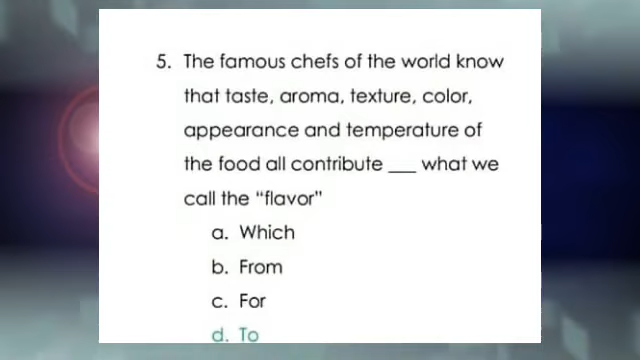 5. The famous chefs of the world know
that taste, aroma, texture, color,
appearance and temperature of
the food all contribute ___ what we
call the "flavor"
a. Which
b. From
c. For
d. To